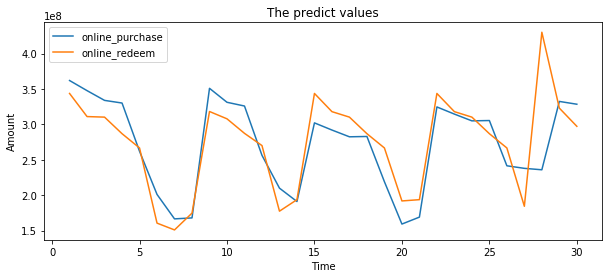 The predict values
1e8
online_purchase
online_redeem
4.0
3.5
3.0
2.5
2.0
1.5
Amount
0 5 10 15 20 25 30
Time